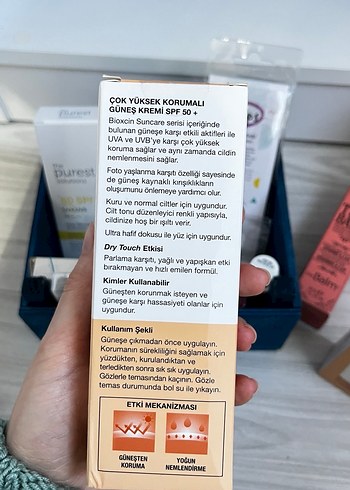 ÇOK YÜKSEK KORUMALI
GÜNEŞ KREMİ SPF 50 +
Bioxcin Suncare serisi içeriğinde
bulunan güneşe karşı etkili aktifleri ile
UVA ve UVB'ye karşı çok yüksek
koruma sağlar ve aynı zamanda cildin
nemlenmesini sağlar.
Foto yaşlanma karşıtı özelliği sayesinde
de güneş kaynaklı kırışıklıkların
oluşumunu önlemeye yardımcı olur.
Kuru ve normal ciltler için uygundur.
Cilt tonu düzenleyici renkli yapısıyla,
cildinize hoş bir ışıltı verir.
Ultra hafif dokusu ile yüz için uygundur.
Dry Touch Etkisi
Parlama karşıtı, yağlı ve yapışkan etki
bırakmayan ve hızlı emilen formül.
Kimler Kullanabilir
Güneşten korunmak isteyen ve
güneşe karşı hassasiyeti olanlar için
uygundur.
Kullanım Şekli
Güneşe çıkmadan önce uygulayın.
Korumanın sürekliliğini sağlamak için
yüzdükten, kurulandıktan ve
terledikten sonra sık sık uygulayın.
Gözlerle temasından kaçının. Gözle
temas durumunda bol su ile yıkayın.
ETKİ MEKANİZMASI
GÜNEŞTEN
KORUMA
YOĞUN
NEMLENDİRME
The
purest
Balm